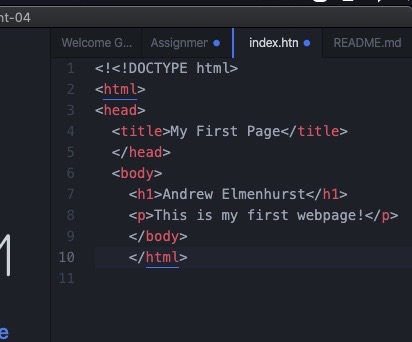 nt-04
Welcome G... Assignmer index.htn README.md
1 <!<!DOCTYPE html>
2 <html>
3 <head>
4 <title>My First Page</title>
5 </head>
6 <body>
7 <h1>Andrew Elmenhurst</h1>
8 <p>This is my first webpage!</p>
9 </body>
10 </html>
11
e